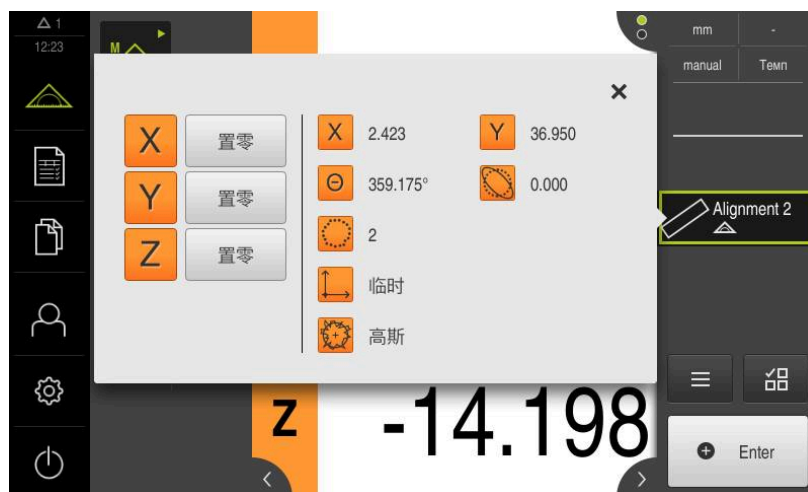 1
12:23
M
mm -
manual Темп
X 置零
Y 置零
Z 置零
X 2.423 Y 36.950
Θ 359.175° 0.000
2
临时
高斯
Alignment 2
Z -14.198
Enter